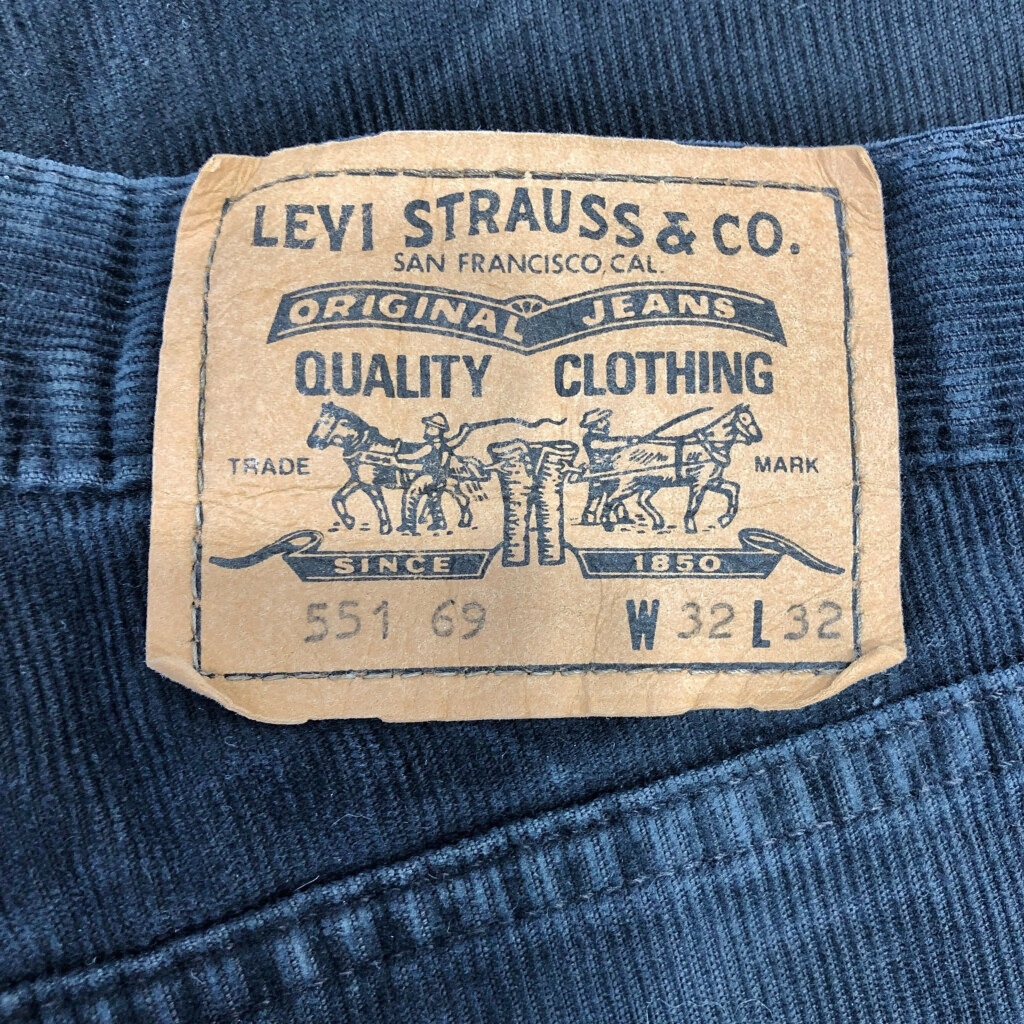 LEVI STRAUSS & CO.
SAN FRANCISCO, CAL.
ORIGINAL JEANS
QUALITY CLOTHING
TRADE MARK
SINCE 1850
551 69 W 32 L 32